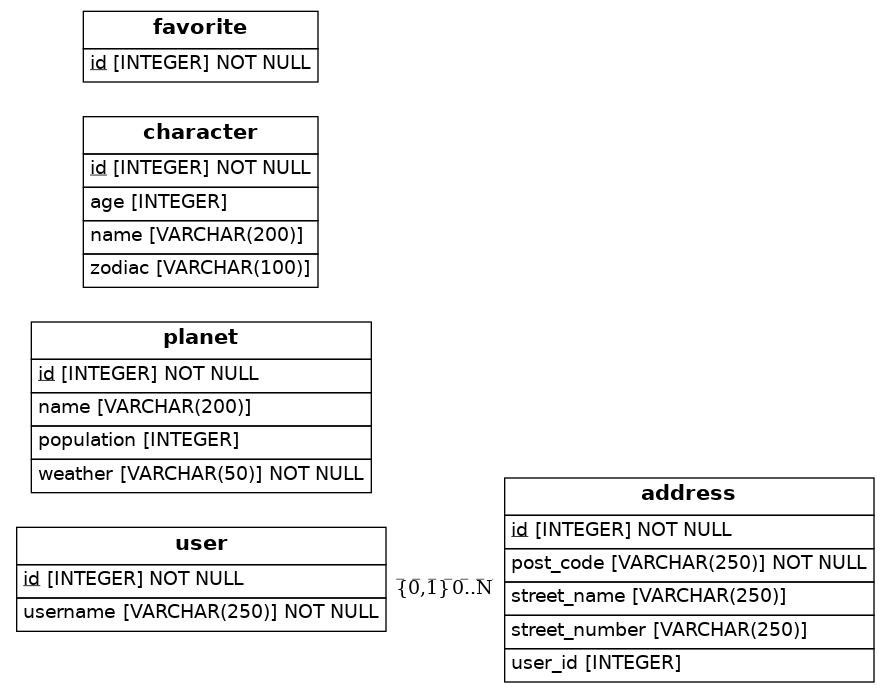 favorite
id [INTEGER] NOT NULL
character
id [INTEGER] NOT NULL
age [INTEGER]
name [VARCHAR(200)]
zodiac [VARCHAR(100)]
planet
id [INTEGER] NOT NULL
name [VARCHAR(200)]
population [INTEGER]
weather [VARCHAR(50)] NOT NULL
user
id [INTEGER] NOT NULL
username [VARCHAR(250)] NOT NULL
{0,1} 0..N
address
id [INTEGER] NOT NULL
post_code [VARCHAR(250)] NOT NULL
street_name [VARCHAR(250)]
street_number [VARCHAR(250)]
user_id [INTEGER]